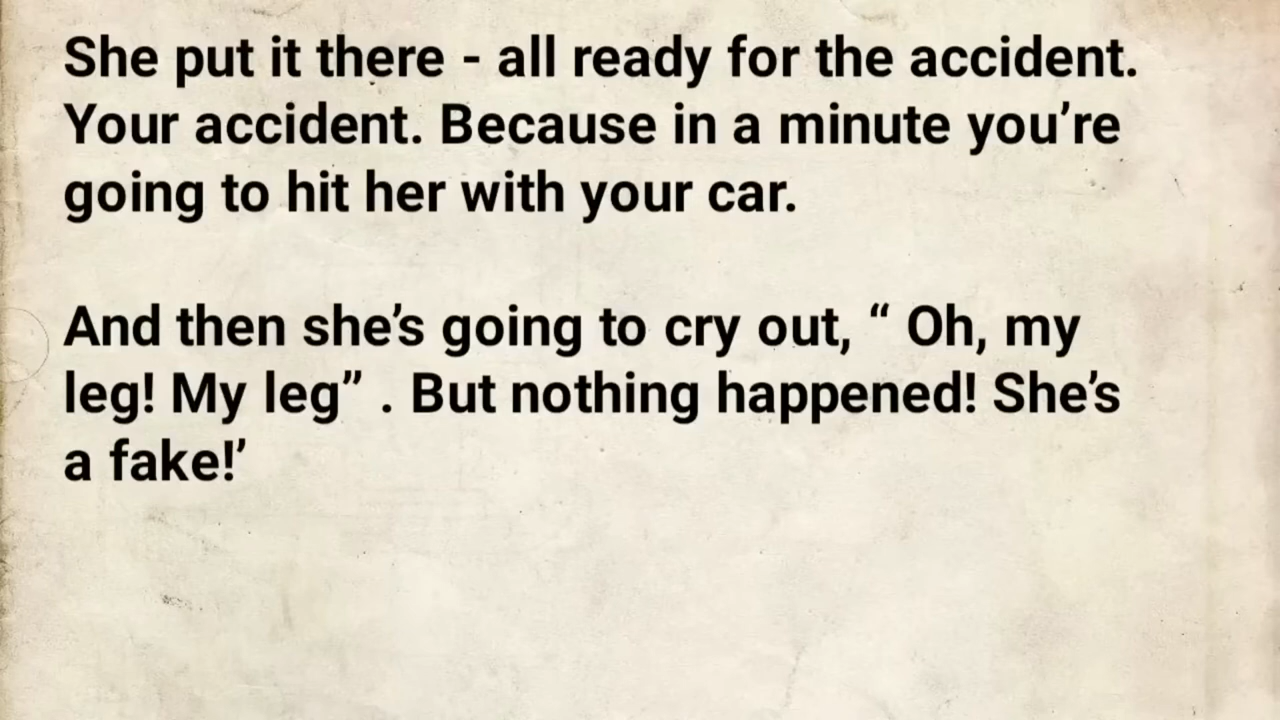 She put it there - all ready for the accident.
Your accident. Because in a minute you’re
going to hit her with your car.
And then she’s going to cry out, “ Oh, my
leg! My leg” . But nothing happened! She’s
a fake!’